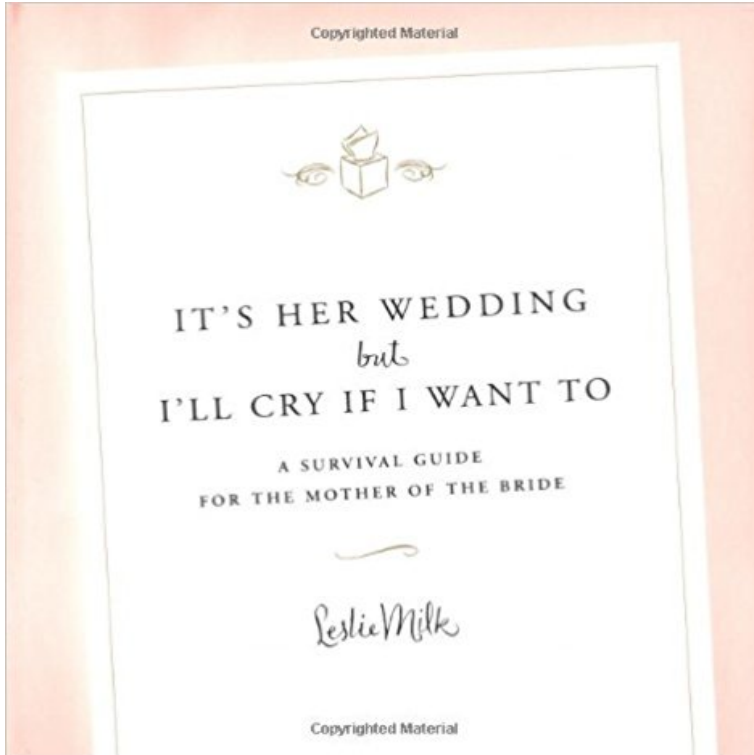 Copyrighted Material
IT'S HER WEDDING
but
I'LL CRY IF I WANT TO
A SURVIVAL GUIDE
FOR THE MOTHER OF THE BRIDE
Leslie Milk
Copyrighted Material